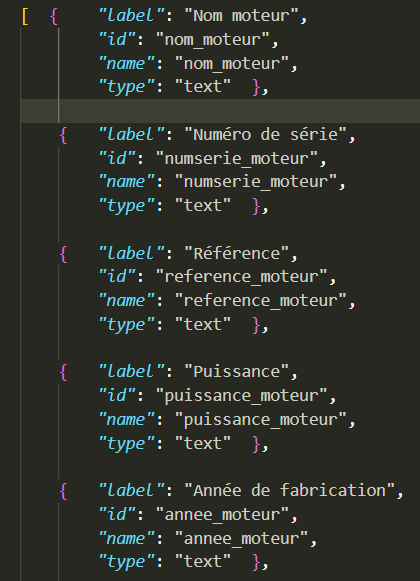 [  {    "label": "Nom moteur",
"id": "nom_moteur",
"name": "nom_moteur",
"type": "text"  },
{    "label": "Numéro de série",
"id": "numserie_moteur",
"name": "numserie_moteur",
"type": "text"  },
{    "label": "Référence",
"id": "reference_moteur",
"name": "reference_moteur",
"type": "text"  },
{    "label": "Puissance",
"id": "puissance_moteur",
"name": "puissance_moteur",
"type": "text"  },
{    "label": "Année de fabrication",
"id": "annee_moteur",
"name": "annee_moteur",
"type": "text"  },